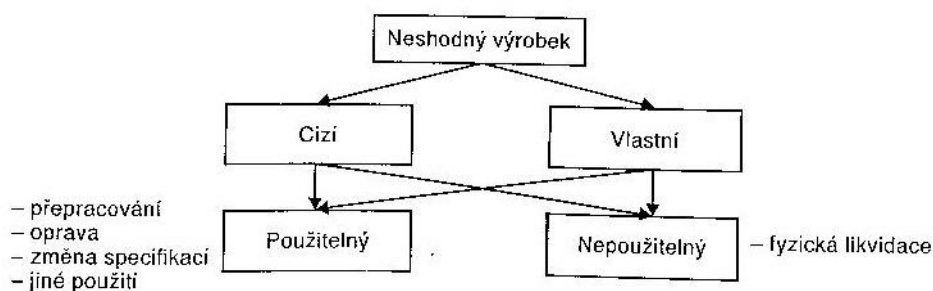 Neshodný výrobek
Cizí
Vlastní
– přepracování
– oprava
– změna specifikací
– jiné použití
Použitelný
Nepoužitelný
– fyzická likvidace